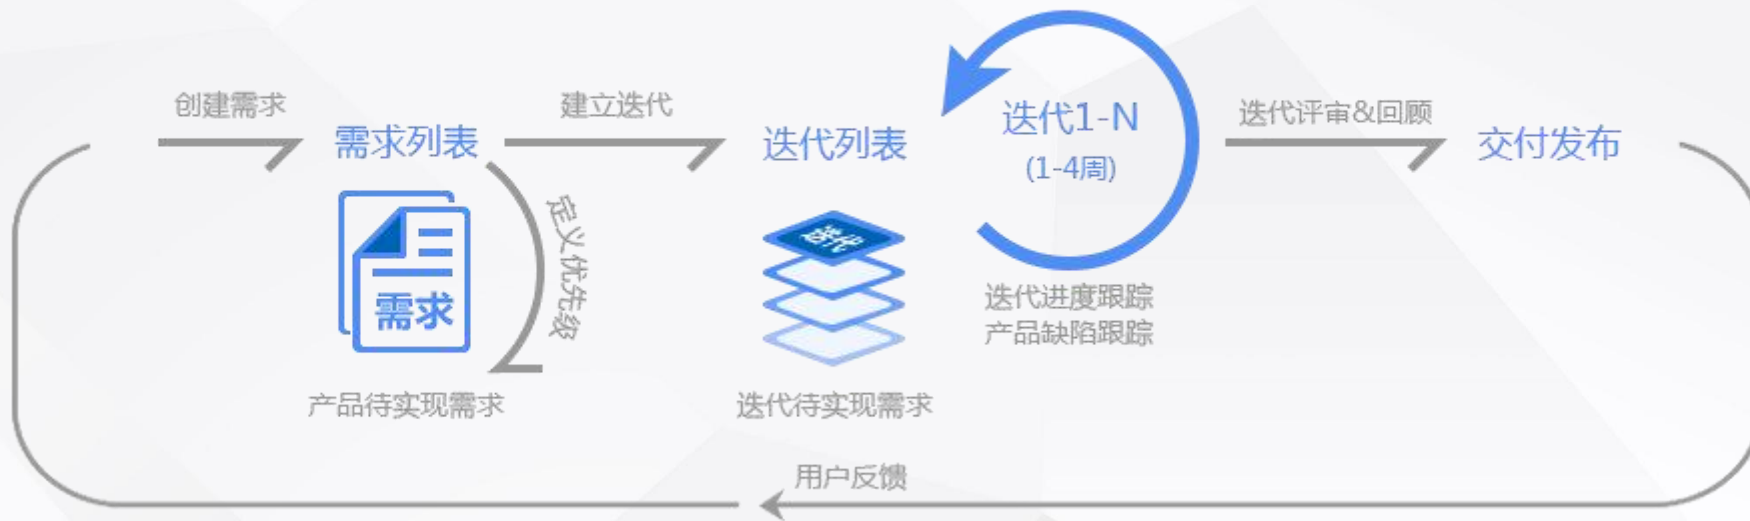 创建需求
需求列表
建立迭代
迭代列表
迭代1-N
(1-4周)
迭代评审&回顾
交付发布
定义优先级
需求
迭代
迭代进度跟踪
产品缺陷跟踪
产品待实现需求
迭代待实现需求
用户反馈